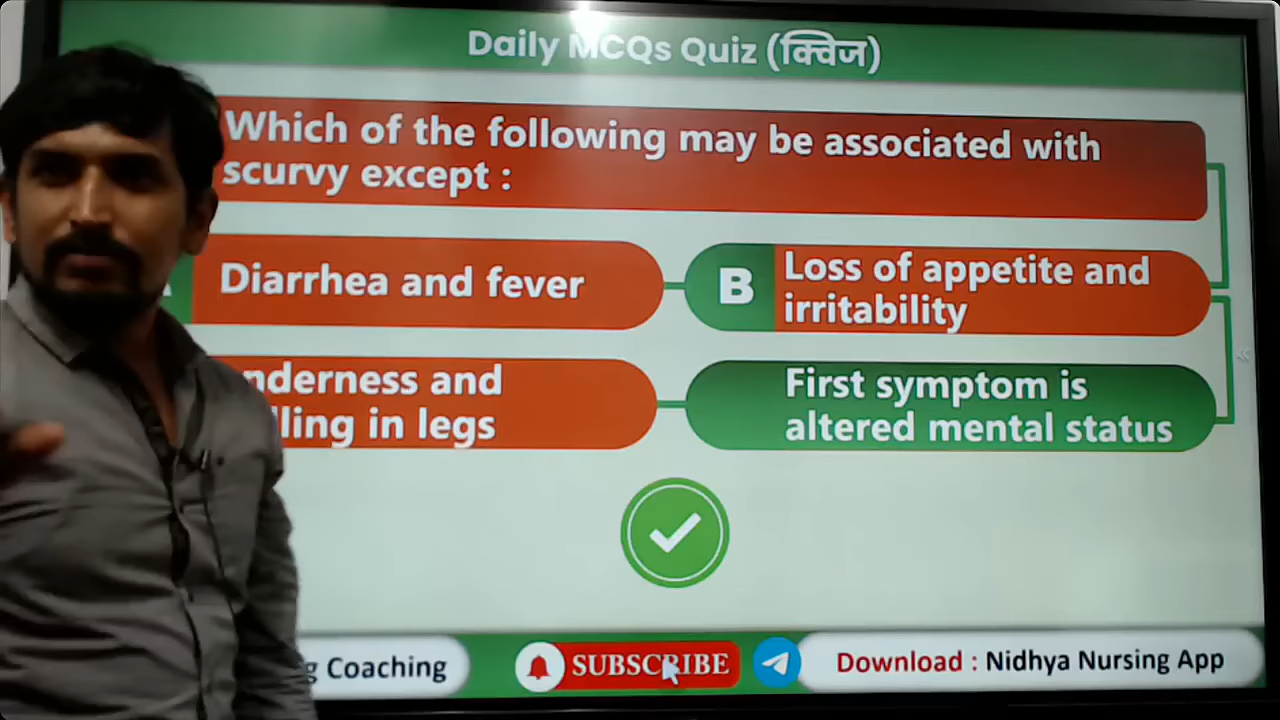 Daily MCQs Quiz (क्विज)
Which of the following may be associated with
scurvy except :
Diarrhea and fever
B
Loss of appetite and
irritability
nderness and
lling in legs
First symptom is
altered mental status
g Coaching
SUBSCRIBE
Download : Nidhya Nursing App